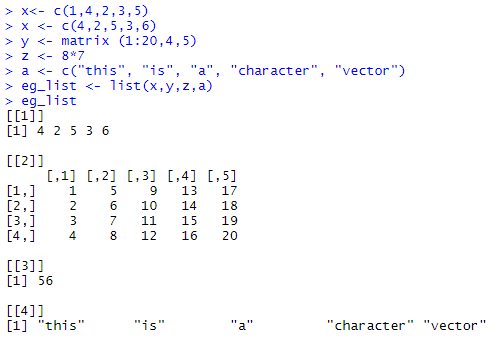 > x<- c(1,4,2,3,5)
> x <- c(4,2,5,3,6)
> y <- matrix (1:20,4,5)
> z <- 8*7
> a <- c("this", "is", "a", "character", "vector")
> eg_list <- list(x,y,z,a)
> eg_list
[[1]]
[1] 4 2 5 3 6
[[2]]
     [,1] [,2] [,3] [,4] [,5]
[1,]    1    5    9   13   17
[2,]    2    6   10   14   18
[3,]    3    7   11   15   19
[4,]    4    8   12   16   20
[[3]]
[1] 56
[[4]]
[1] "this"      "is"        "a"         "character" "vector"